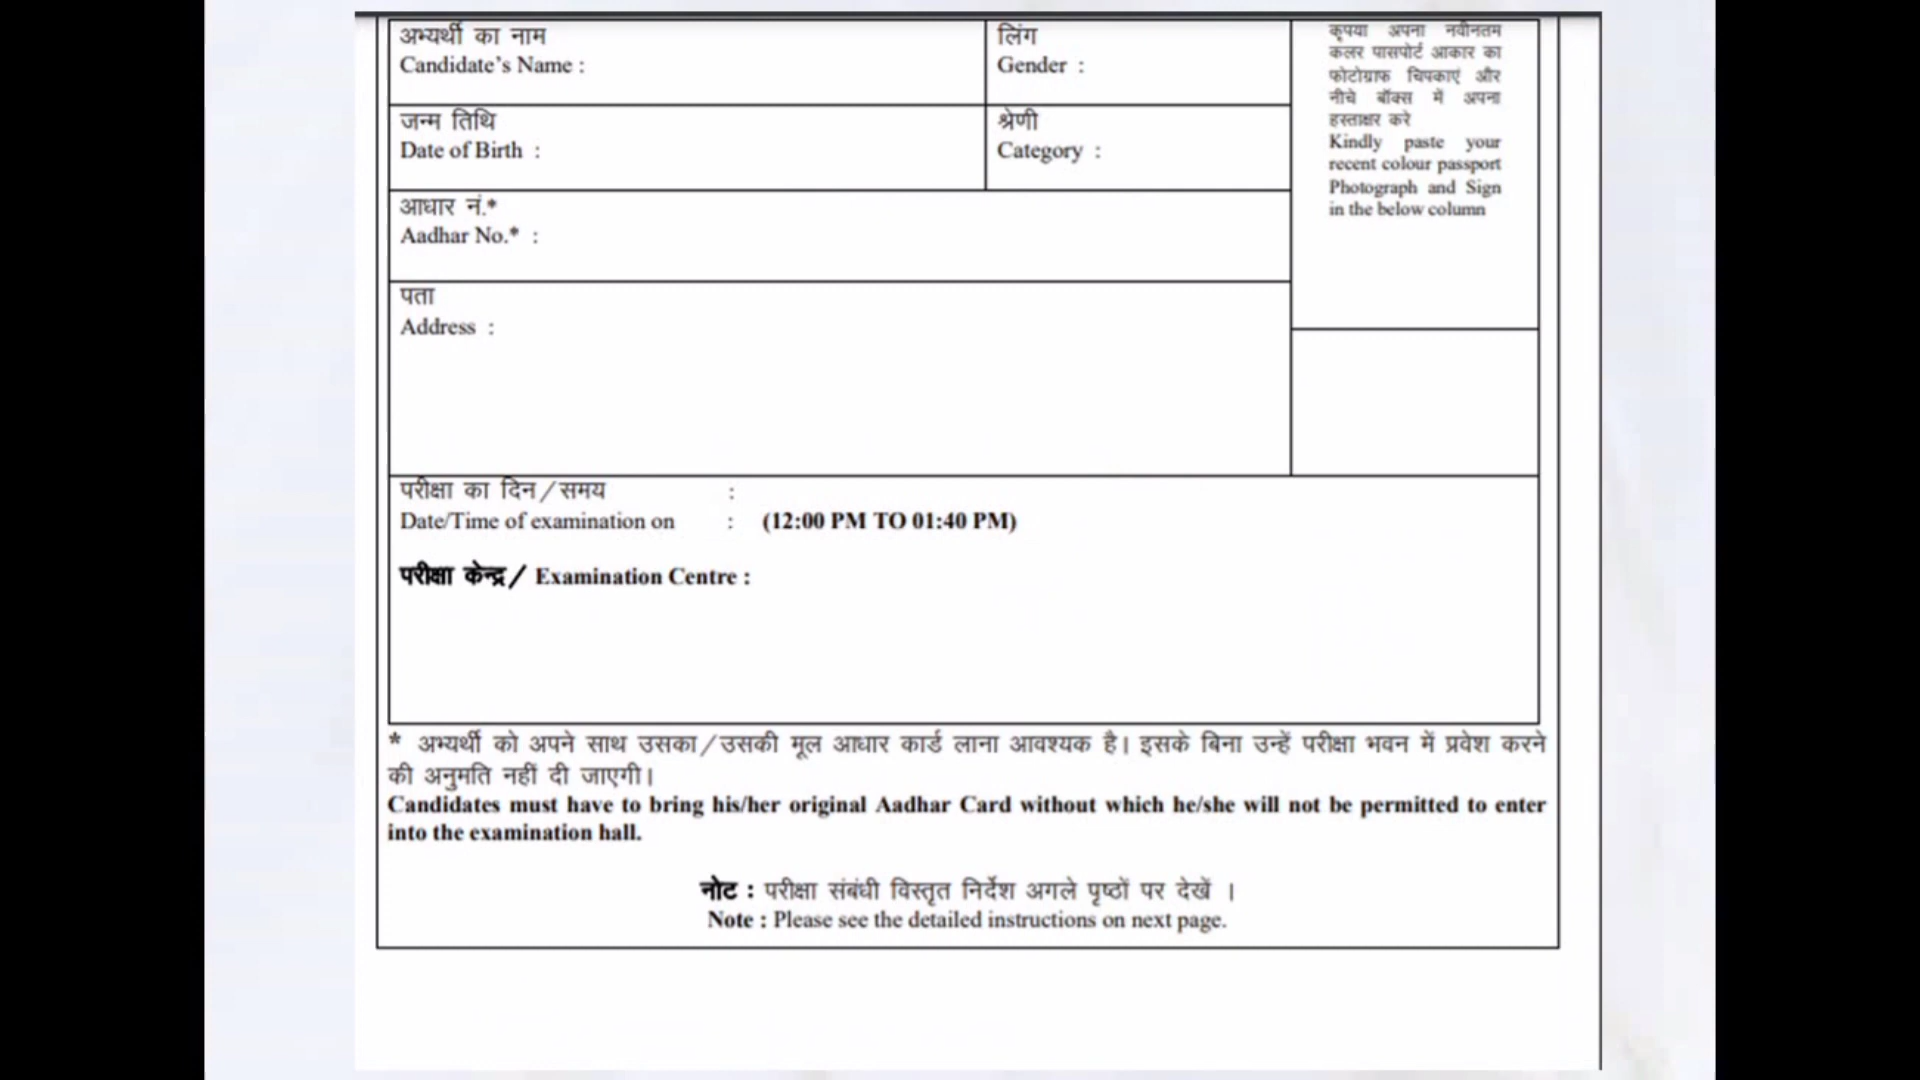 अभ्यर्थी का नाम
Candidate’s Name :
लिंग
Gender :
कृपया अपना नवीनतम
कलर पासपोर्ट आकार का
फोटोग्राफ चिपकाएं और
नीचे बॉक्स में अपना
हस्ताक्षर करे
Kindly paste your
recent colour passport
Photograph and Sign
in the below column
जन्म तिथि
Date of Birth :
श्रेणी
Category :
आधार नं.*
Aadhar No.* :
पता
Address :
परीक्षा का दिन/समय :
Date/Time of examination on : (12:00 PM TO 01:40 PM)
परीक्षा केन्द्र/ Examination Centre :
* अभ्यर्थी को अपने साथ उसका/उसकी मूल आधार कार्ड लाना आवश्यक है। इसके बिना उन्हें परीक्षा भवन में प्रवेश करने
की अनुमति नहीं दी जाएगी।
Candidates must have to bring his/her original Aadhar Card without which he/she will not be permitted to enter
into the examination hall.
नोट : परीक्षा संबंधी विस्तृत निर्देश अगले पृष्ठों पर देखें ।
Note : Please see the detailed instructions on next page.